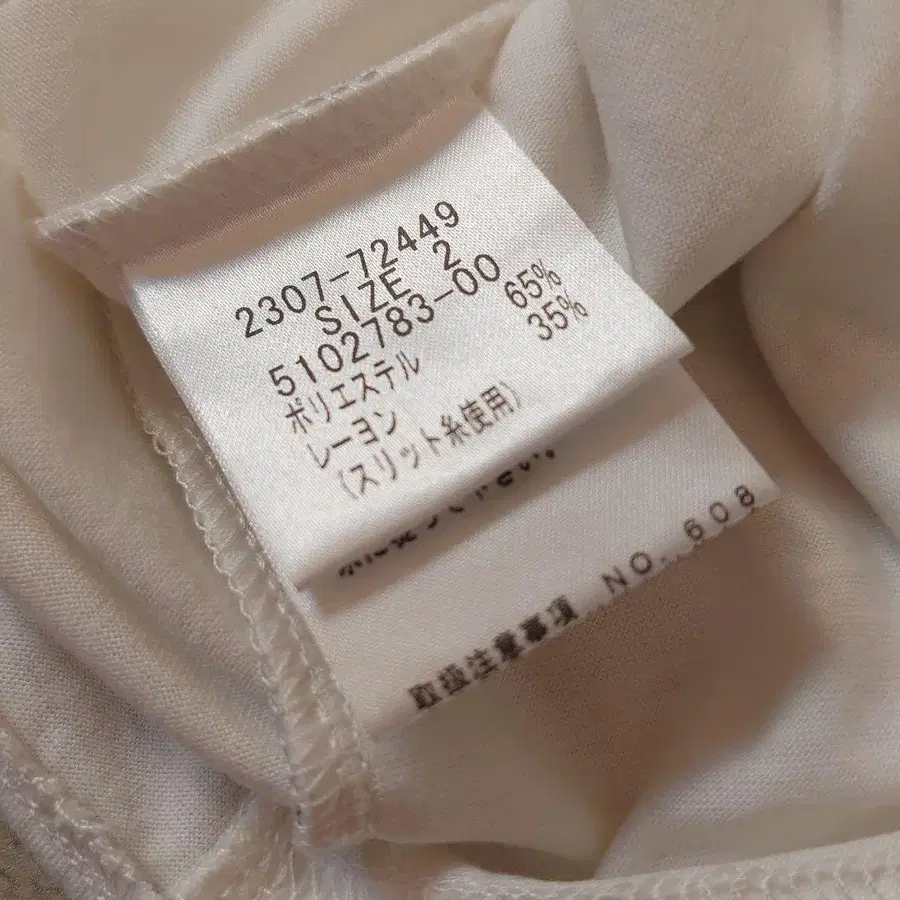 2307-72449
SIZE 2
5102783-00
ポリエステル 65%
レーヨン 35%
(スリット糸使用)
取扱注意事項 NO. 608